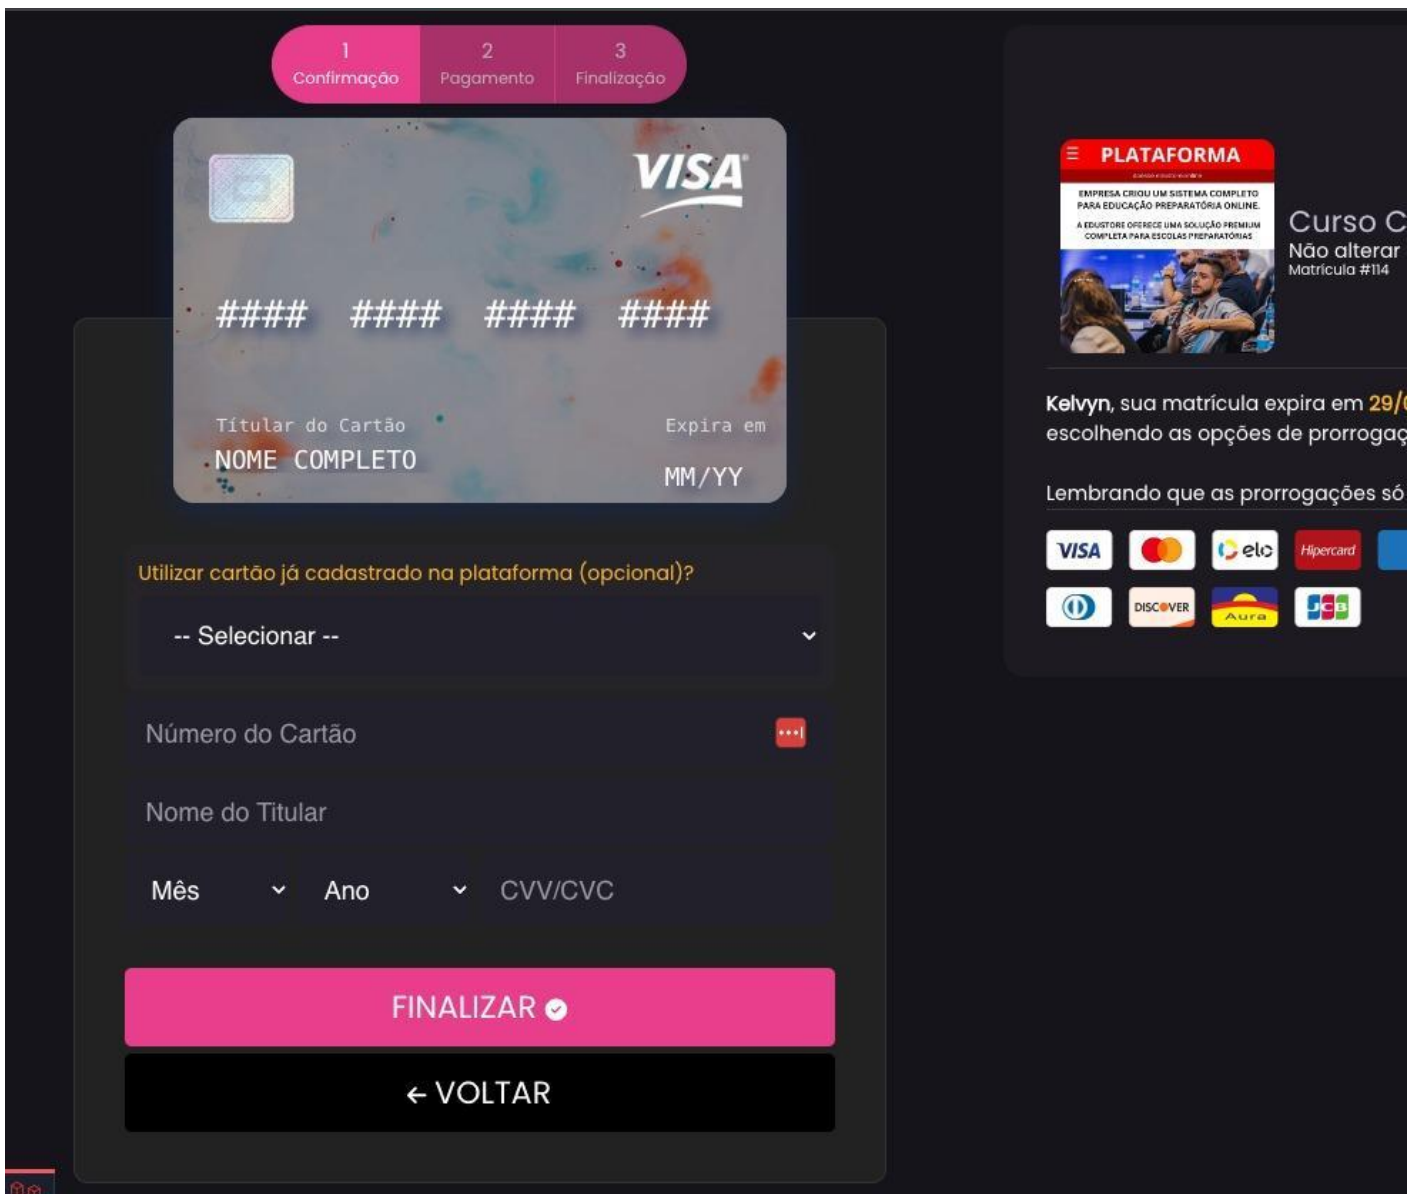 1
Confirmação
2
Pagamento
3
Finalização
VISA
#### #### #### ####
Títular do Cartão
NOME COMPLETO
Expira em
MM/YY
Utilizar cartão já cadastrado na plataforma (opcional)?
-- Selecionar --
Número do Cartão
Nome do Titular
Mês
Ano
CVV/CVC
FINALIZAR
← VOLTAR
PLATAFORMA
EMPRESA CRIOU UM SISTEMA COMPLETO
PARA EDUCAÇÃO PREPARATÓRIA ONLINE.
A EDUSTORE OFERECE UMA SOLUÇÃO PREMIUM
COMPLETA PARA ESCOLAS PREPARATÓRIAS
Curso C
Não alterar
Matrícula #114
Kelvyn, sua matrícula expira em 29/
escolhendo as opções de prorrogaç
Lembrando que as prorrogações só
VISA
elo
Hipercard
DISCOVER
Aura
JCB